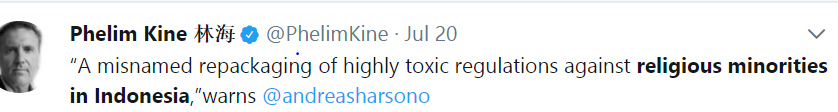 Phelim Kine 林海 @PhelimKine · Jul 20
“A misnamed repackaging of highly toxic regulations against religious minorities
in Indonesia,”warns @andreasharsono